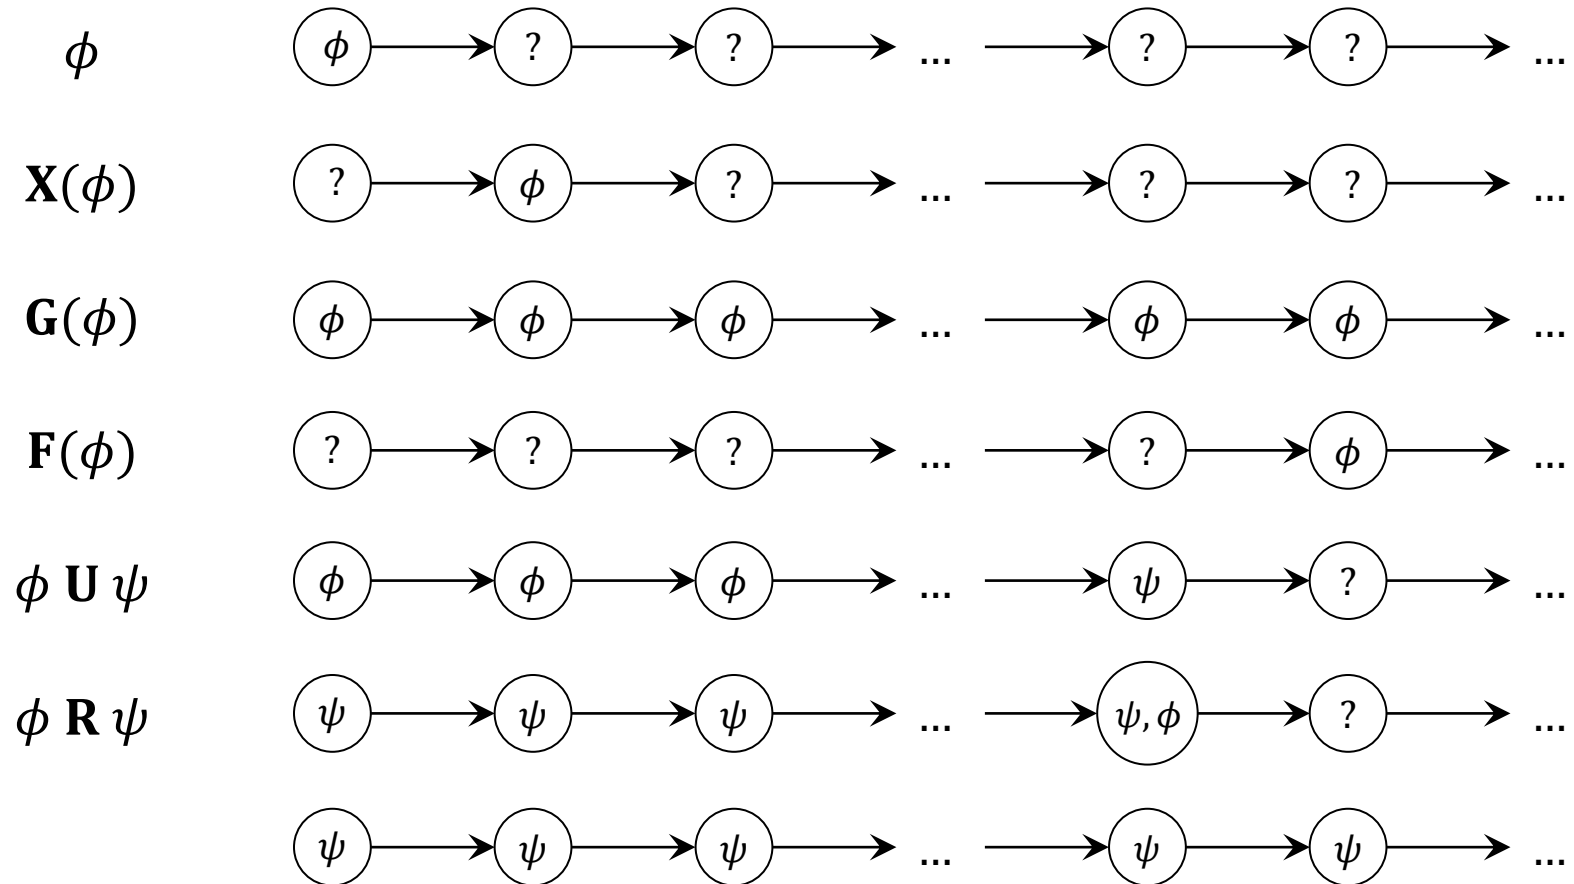 ϕ ϕ ? ? ... ? ? ...
𝐗(ϕ) ? ϕ ? ... ? ? ...
𝐆(ϕ) ϕ ϕ ϕ ... ϕ ϕ ...
𝐅(ϕ) ? ? ? ... ? ϕ ...
ϕ 𝐔 ψ ϕ ϕ ϕ ... ψ ? ...
ϕ 𝐑 ψ ψ ψ ψ ... ψ, ϕ ? ...
ψ ψ ψ ... ψ ψ ...